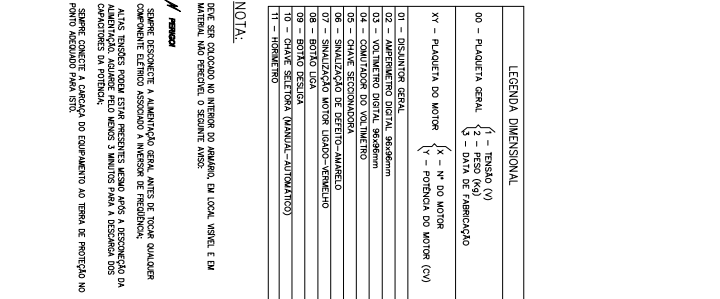 LEGENDA DIMENSIONAL
00 - PLAQUETA GERAL
1 - TENSÃO (V)
2 - PESO (Kg)
3 - DATA DE FABRICAÇÃO
XY - PLAQUETA DO MOTOR
X - Nº DO MOTOR
Y - POTÊNCIA DO MOTOR (CV)
01 - DISJUNTOR GERAL
02 - AMPERIMETRO DIGITAL 96x96mm
03 - VOLTIMETRO DIGITAL 96x96mm
04 - COMUTADOR DO VOLTIMETRO
05 - CHAVE SECCIONADORA
06 - SINALIZAÇÃO DE DEFEITO-AMARELO
07 - SINALIZAÇÃO MOTOR LIGADO-VERMELHO
08 - BOTÃO LIGA
09 - BOTÃO DESLIGA
10 - CHAVE SELETORA (MANUAL-AUTOMÁTICO)
11 - HORIMETRO
NOTA:
DEVE SER COLOCADO NO INTERIOR DO ARMÁRIO, EM LOCAL VISIVEL E EM
MATERIAL NÃO PERECÍVEL O SEGUINTE AVISO:
PERIGO!
SEMPRE DESCONECTE A ALIMENTAÇÃO GERAL ANTES DE TOCAR QUALQUER
COMPONENTE ELÉTRICO ASSOCIADO A INVERSOR DE FREQUÊNCIA;
ALTAS TENSÕES PODEM ESTAR PRESENTES MESMO APÓS A DESCONEÇÃO DA
ALIMENTAÇÃO. AGUARDE PELO MENOS 3 MINUTOS PARA A DESCARGA DOS
CAPACITORES DA POTÊNCIA;
SEMPRE CONECTE A CARCAÇA DO EQUIPAMENTO AO TERRA DE PROTEÇÃO NO
PONTO ADEQUADO PARA ISTO.